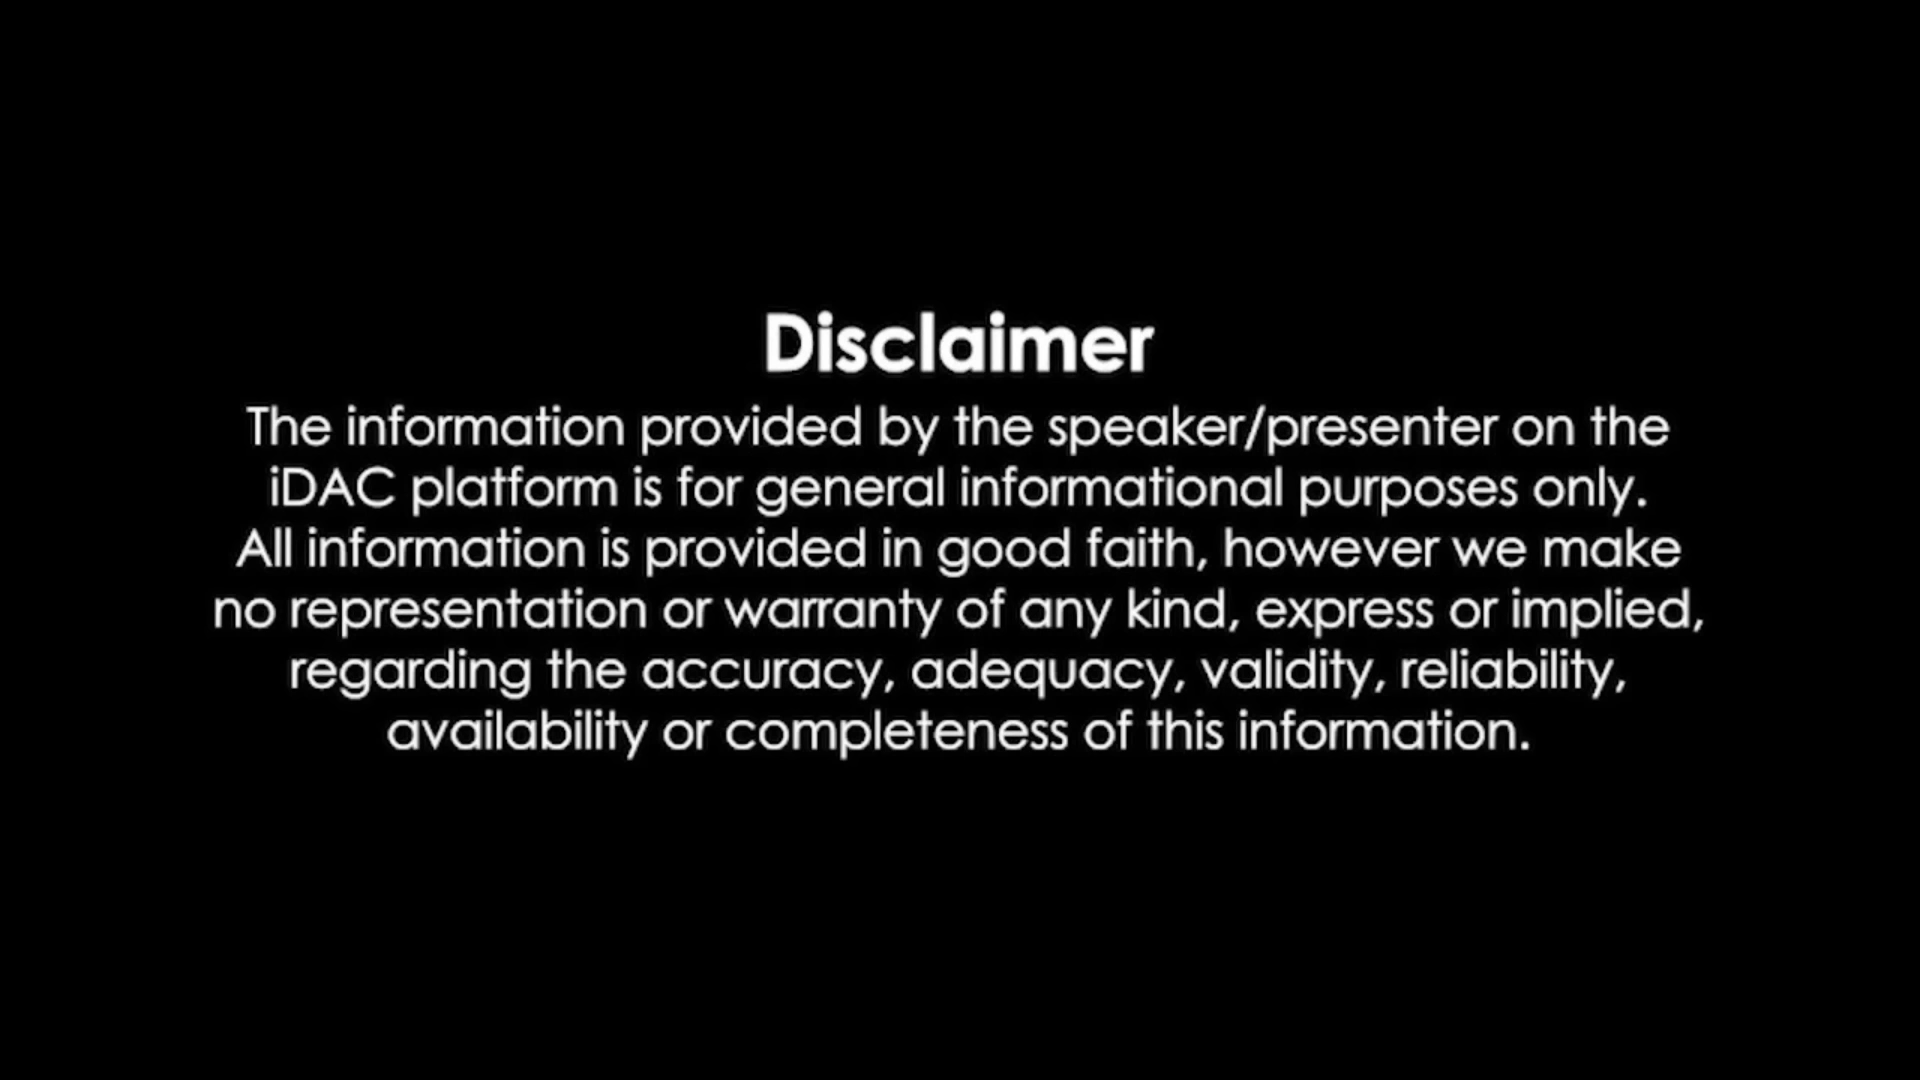 Disclaimer
The information provided by the speaker/presenter on the
iDAC platform is for general informational purposes only.
All information is provided in good faith, however we make
no representation or warranty of any kind, express or implied,
regarding the accuracy, adequacy, validity, reliability,
availability or completeness of this information.